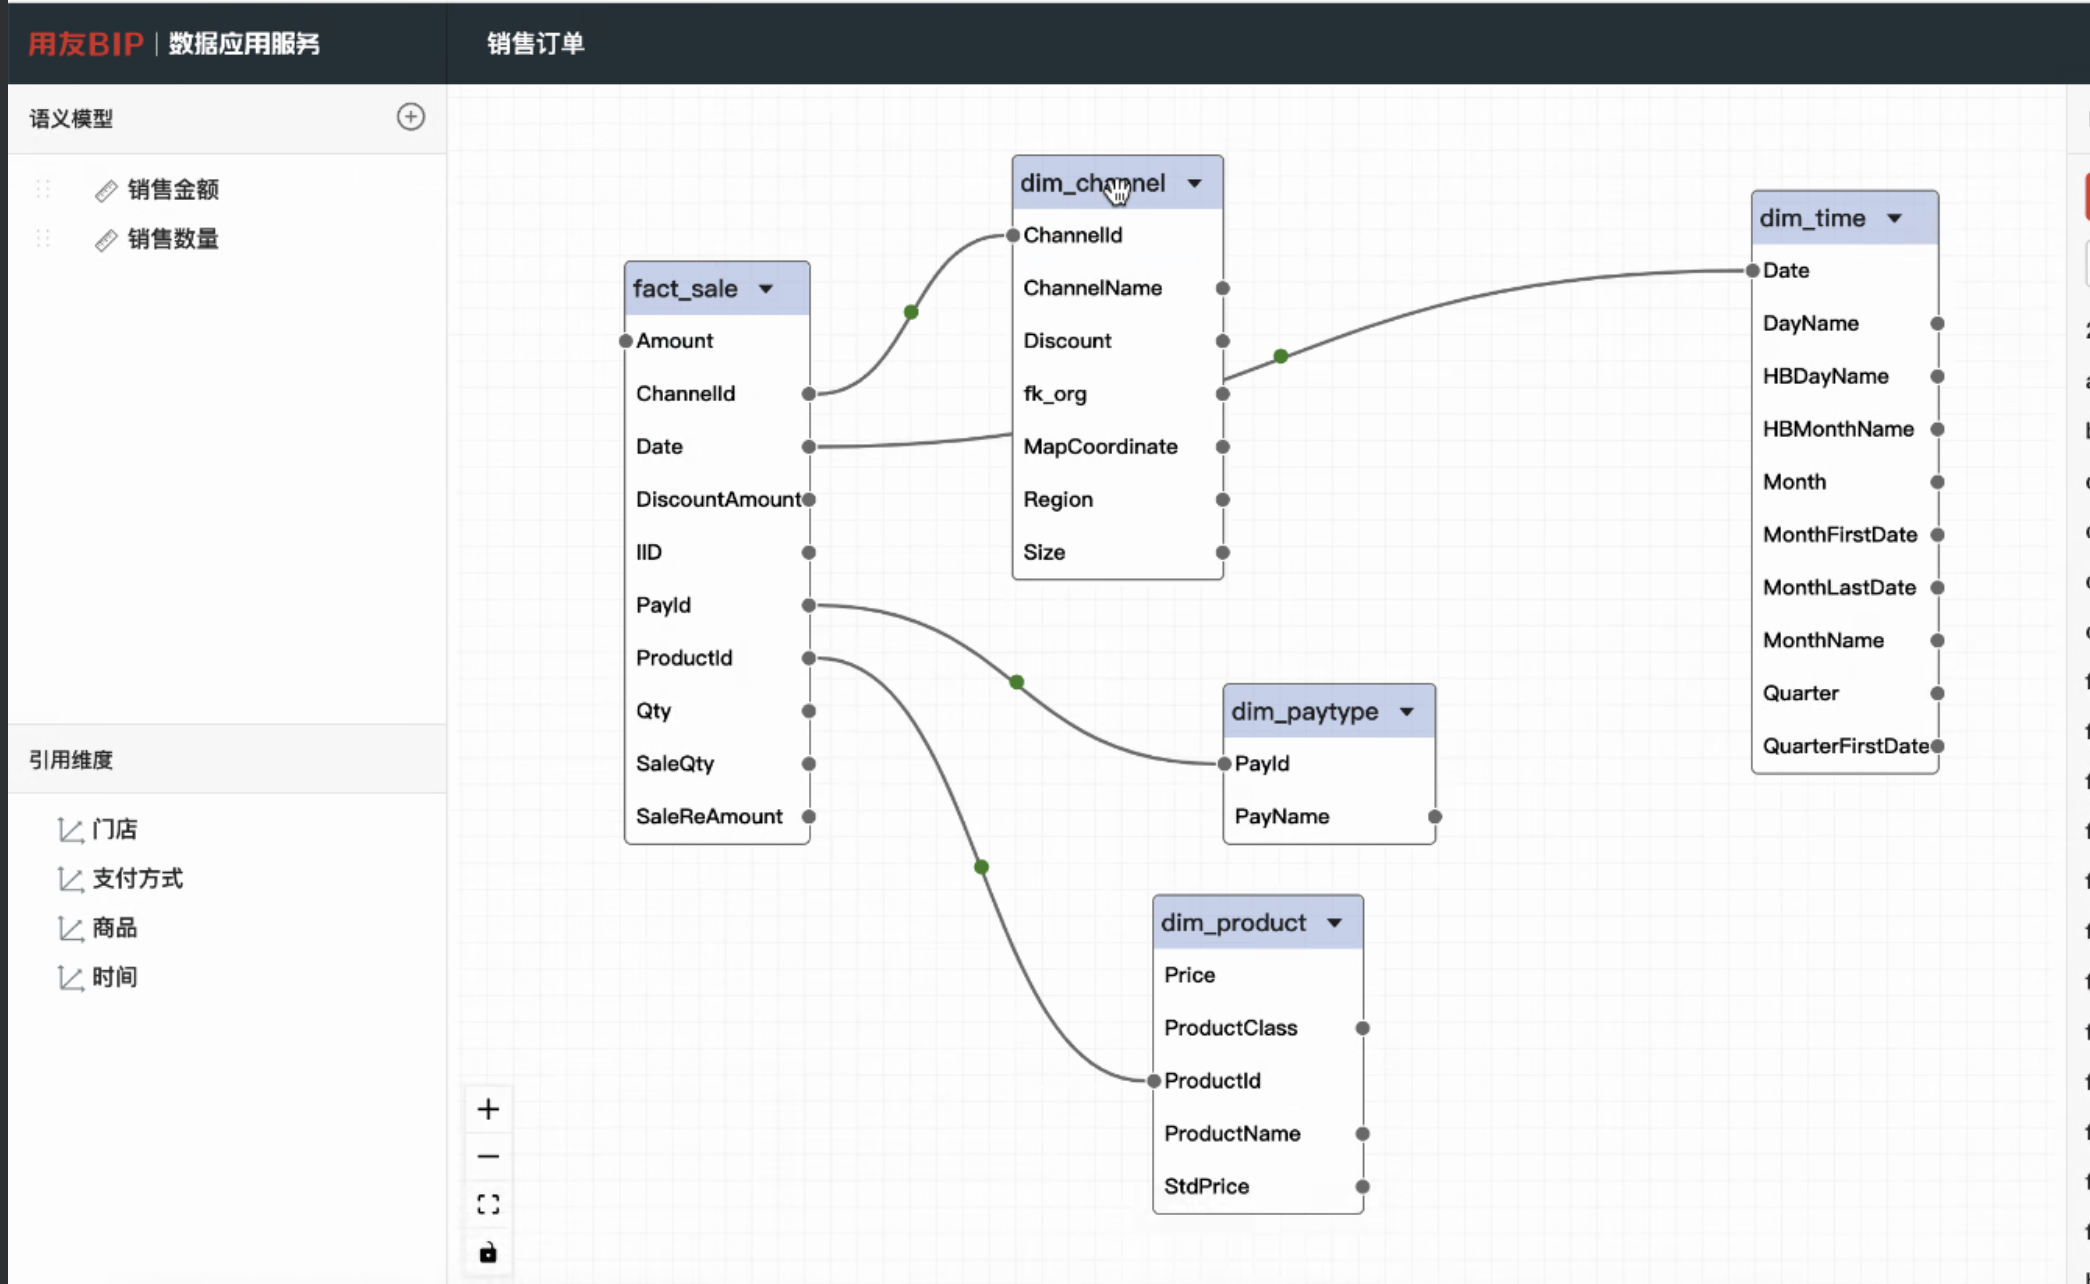 用友BIP | 数据应用服务
销售订单
语义模型
销售金额
销售数量
引用维度
门店
支付方式
商品
时间
fact_sale
Amount
ChannelId
Date
DiscountAmount
IID
PayId
ProductId
Qty
SaleQty
SaleReAmount
dim_channel
ChannelId
ChannelName
Discount
fk_org
MapCoordinate
Region
Size
dim_paytype
PayId
PayName
dim_product
Price
ProductClass
ProductId
ProductName
StdPrice
dim_time
Date
DayName
HBDayName
HBMonthName
Month
MonthFirstDate
MonthLastDate
MonthName
Quarter
QuarterFirstDate